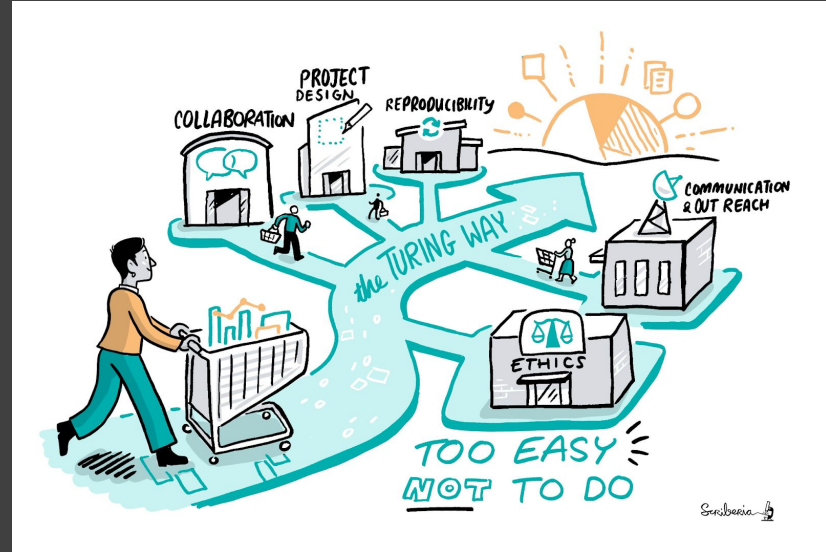 PROJECT
DESIGN
REPRODUCIBILITY
COLLABORATION
COMMUNICATION
& OUT REACH
the TURING WAY
ETHICS
TOO EASY
NOT TO DO
Scriberia